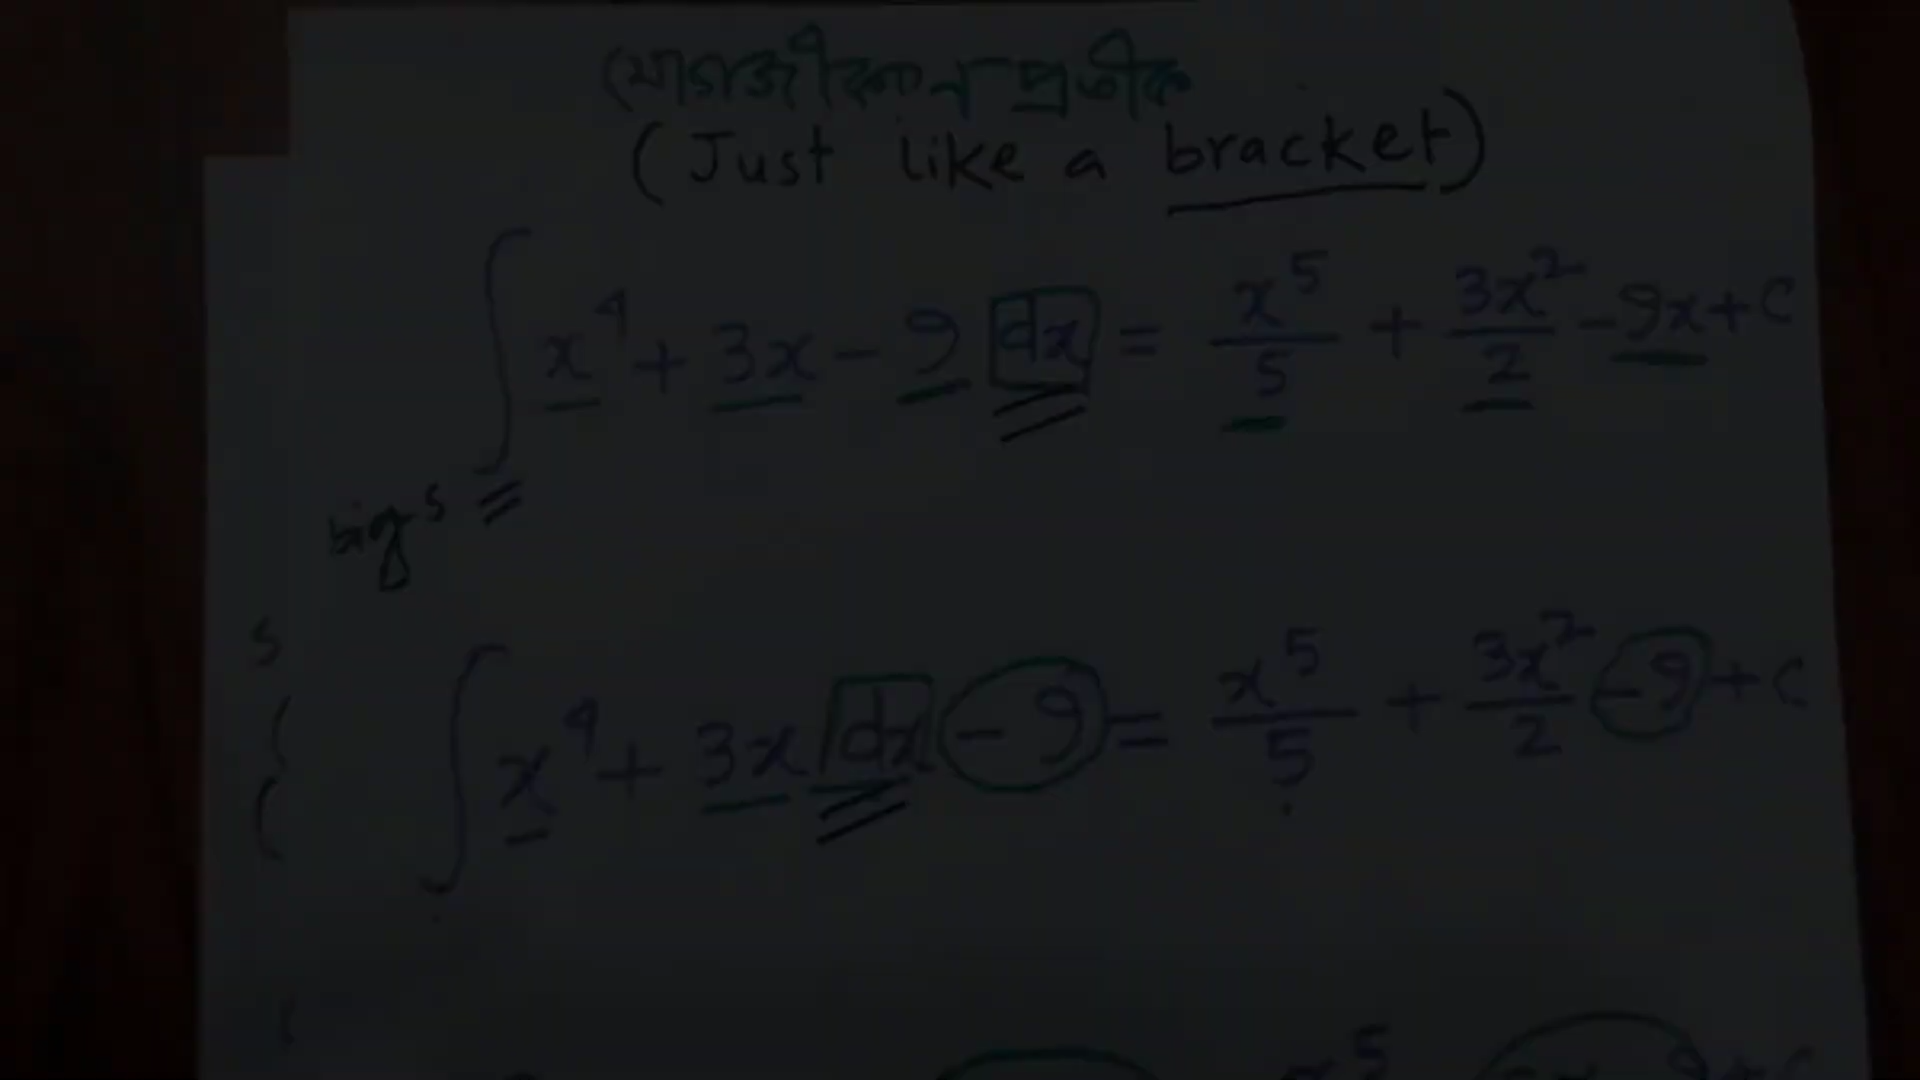 যোগজীকরণ প্রতীক
(Just like a bracket)
∫ x⁴ + 3x - 9 dx = x⁵/5 + 3x²/2 - 9x + c
big s
s
(
(
∫ x⁴ + 3x dx - 9 = x⁵/5 + 3x²/2 - 9 + c